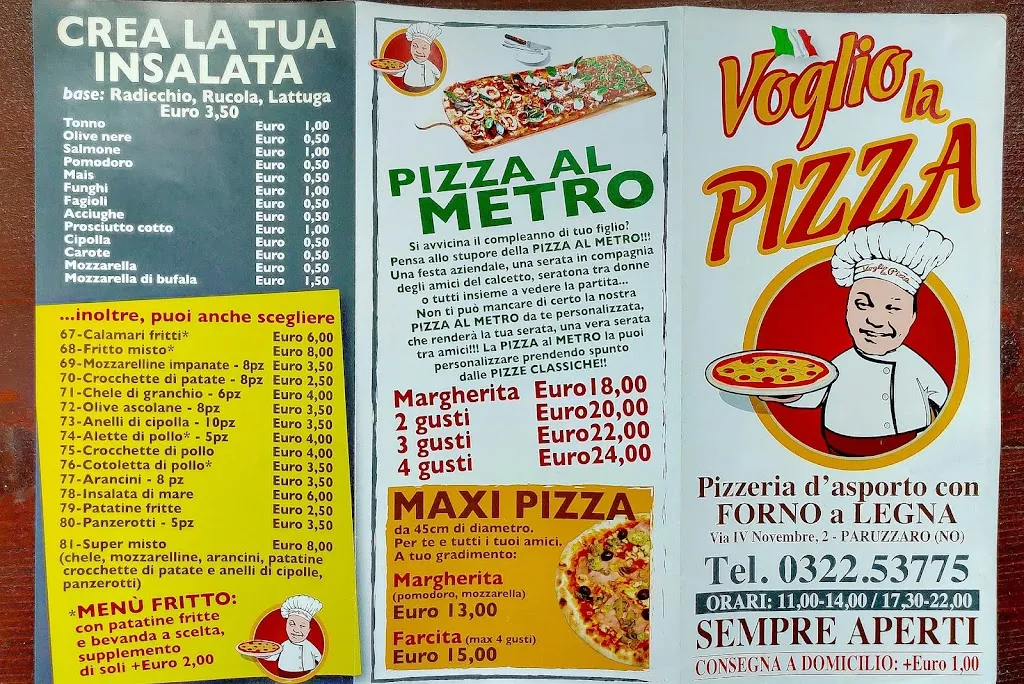 CREA LA TUA
INSALATA
base: Radicchio, Rucola, Lattuga
Euro 3,50
Tonno Euro 1,00
Olive nere Euro 0,50
Salmone Euro 1,00
Pomodoro Euro 0,50
Mais Euro 0,50
Funghi Euro 1,00
Fagioli Euro 0,50
Acciughe Euro 0,50
Prosciutto cotto Euro 1,00
Cipolla Euro 0,50
Carote Euro 0,50
Mozzarella Euro 0,50
Mozzarella di bufala Euro 1,50
...inoltre, puoi anche scegliere
67-Calamari fritti* Euro 6,00
68-Fritto misto* Euro 8,00
69-Mozzarelline impanate - 8pz Euro 3,50
70-Crocchette di patate - 8pz Euro 2,50
71-Chele di granchio - 6pz Euro 4,00
72-Olive ascolane - 8pz Euro 3,50
73-Anelli di cipolla - 10pz Euro 3,50
74-Alette di pollo* - 5pz Euro 4,00
75-Crocchette di pollo Euro 4,00
76-Cotoletta di pollo* Euro 3,50
77-Arancini - 8 pz Euro 3,50
78-Insalata di mare Euro 6,00
79-Patatine fritte Euro 2,50
80-Panzerotti - 5pz Euro 3,50
81-Super misto Euro 8,00
(chele, mozzarelline, arancini, patatine
crocchette di patate e anelli di cipolle,
panzerotti)
*MENÙ FRITTO:
con patatine fritte
e bevanda a scelta,
supplemento
di soli +Euro 2,00
PIZZA AL
METRO
Si avvicina il compleanno di tuo figlio?
Pensa allo stupore della PIZZA AL METRO!!!
Una festa aziendale, una serata in compagnia
degli amici del calcetto, seratona tra donne
o tutti insieme a vedere la partita...
Non ti può mancare di certo la nostra
PIZZA AL METRO da te personalizzata,
che renderà la tua serata, una vera serata
tra amici!!! La PIZZA al METRO la puoi
personalizzare prendendo spunto
dalle PIZZE CLASSICHE!!
Margherita Euro18,00
2 gusti Euro20,00
3 gusti Euro22,00
4 gusti Euro24,00
MAXI PIZZA
da 45cm di diametro.
Per te e tutti i tuoi amici.
A tuo gradimento:
Margherita
(pomodoro, mozzarella)
Euro 13,00
Farcita (max 4 gusti)
Euro 15,00
Voglio la
PIZZA
Voglio la Pizza
Pizzeria d'asporto con
FORNO a LEGNA
Via IV Novembre, 2 - PARUZZARO (NO)
Tel. 0322.53775
ORARI: 11,00-14,00 / 17,30-22,00
SEMPRE APERTI
CONSEGNA A DOMICILIO: +Euro 1,00